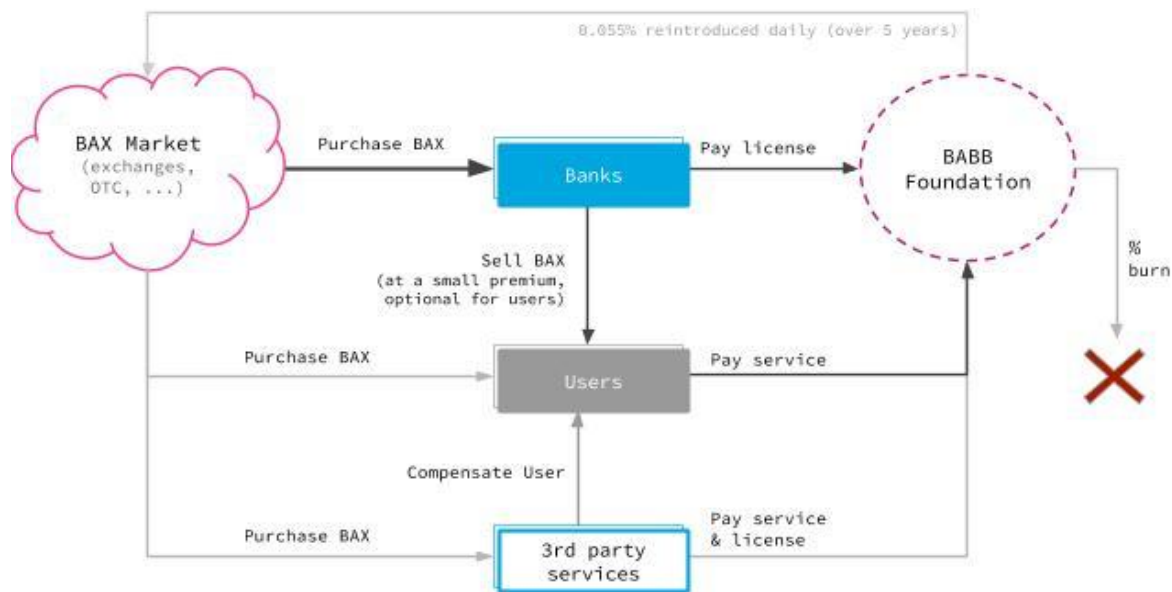 0.055% reintroduced daily (over 5 years)
BAX Market
(exchanges,
OTC, ...)
Purchase BAX
Banks
Pay license
BABB
Foundation
%
burn
Sell BAX
(at a small premium,
optional for users)
Purchase BAX
Users
Pay service
Compensate User
Purchase BAX
3rd party
services
Pay service
& license